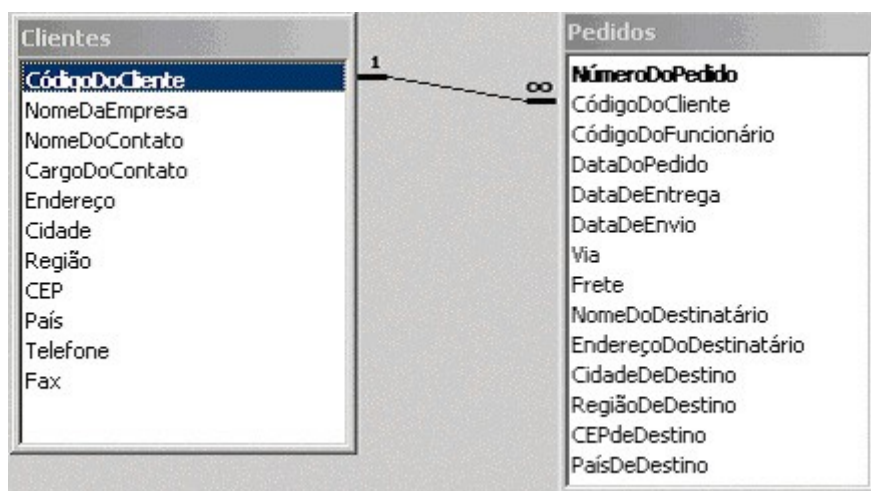 Clientes
CódigoDoCliente
NomeDaEmpresa
NomeDoContato
CargoDoContato
Endereço
Cidade
Região
CEP
País
Telefone
Fax
1
∞
Pedidos
NúmeroDoPedido
CódigoDoCliente
CódigoDoFuncionário
DataDoPedido
DataDeEntrega
DataDeEnvio
Via
Frete
NomeDoDestinatário
EndereçoDoDestinatário
CidadeDeDestino
RegiãoDeDestino
CEPdeDestino
PaísDeDestino